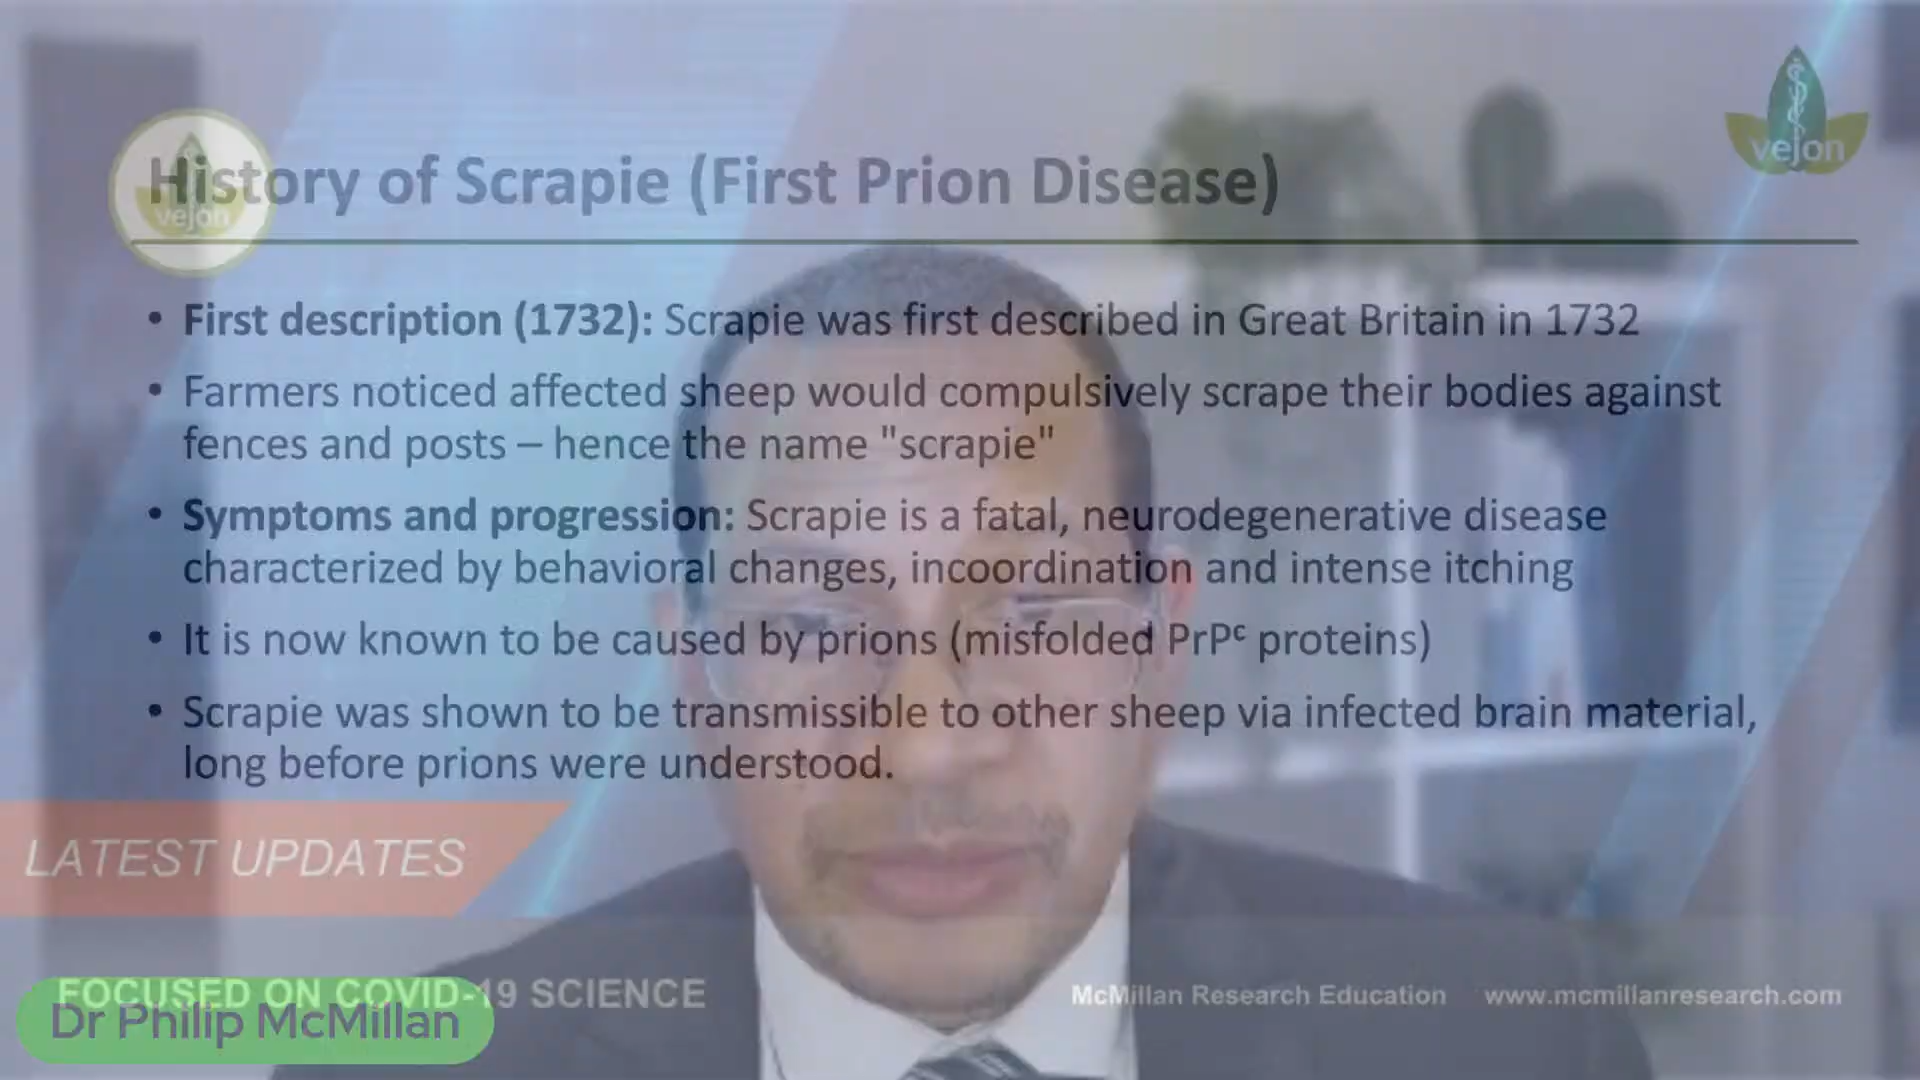 vejon
vejon
History of Scrapie (First Prion Disease)
• First description (1732): Scrapie was first described in Great Britain in 1732
• Farmers noticed affected sheep would compulsively scrape their bodies against
fences and posts – hence the name "scrapie"
• Symptoms and progression: Scrapie is a fatal, neurodegenerative disease
characterized by behavioral changes, incoordination and intense itching
• It is now known to be caused by prions (misfolded PrPᶜ proteins)
• Scrapie was shown to be transmissible to other sheep via infected brain material,
long before prions were understood.
LATEST UPDATES
FOCUSED ON COVID-19 SCIENCE
McMillan Research Education www.mcmillanresearch.com
Dr Philip McMillan